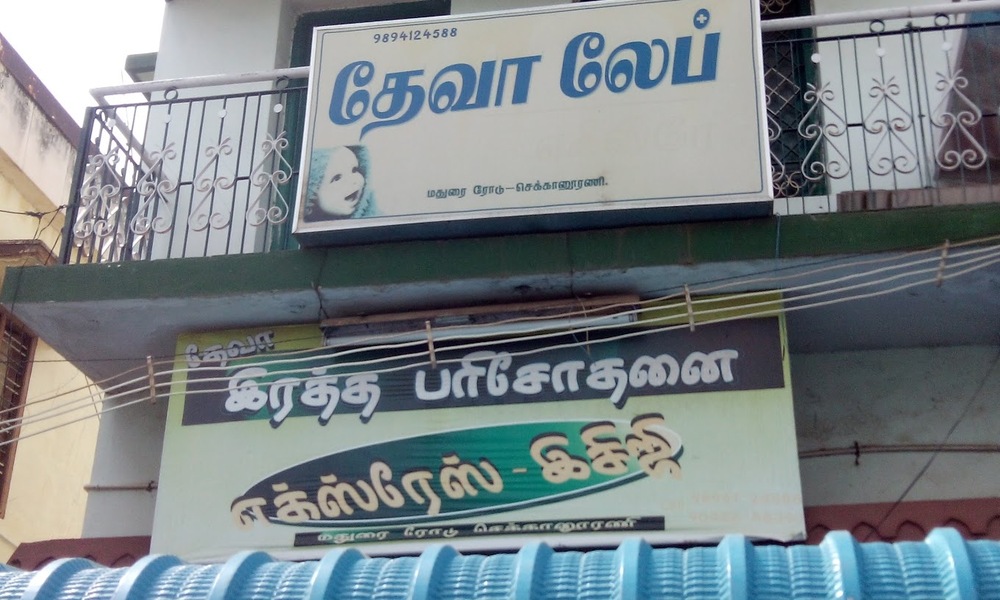 9894124588
தேவா லேப்
மதுரை ரோடு-செக்கானூரணி.
தேவா
இரத்த பரிசோதனை
எக்ஸ்ரேஸ் - இசிஜி
மதுரை ரோடு செக்கானூரணி